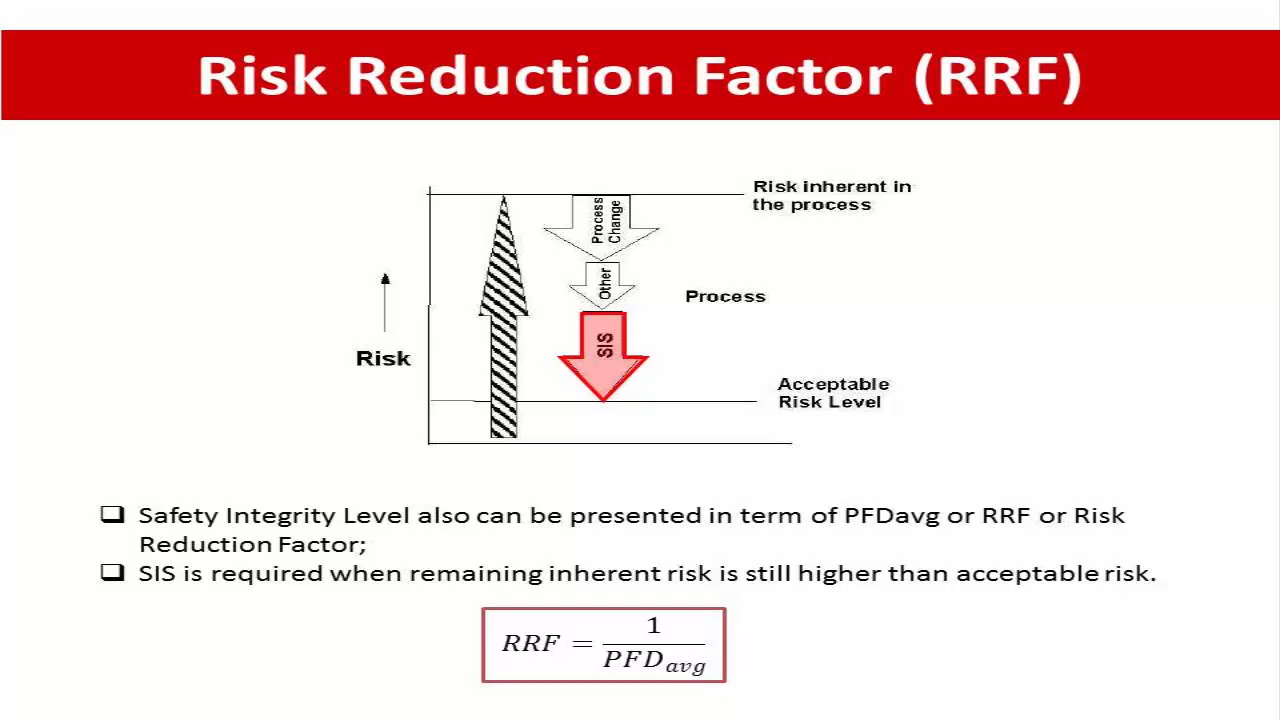 Risk Reduction Factor (RRF)
Risk inherent in
the process
Process
Change
Other
Process
SIS
Risk
Acceptable
Risk Level
❑ Safety Integrity Level also can be presented in term of PFDavg or RRF or Risk
Reduction Factor;
❑ SIS is required when remaining inherent risk is still higher than acceptable risk.
RRF = 1 / PFD_avg